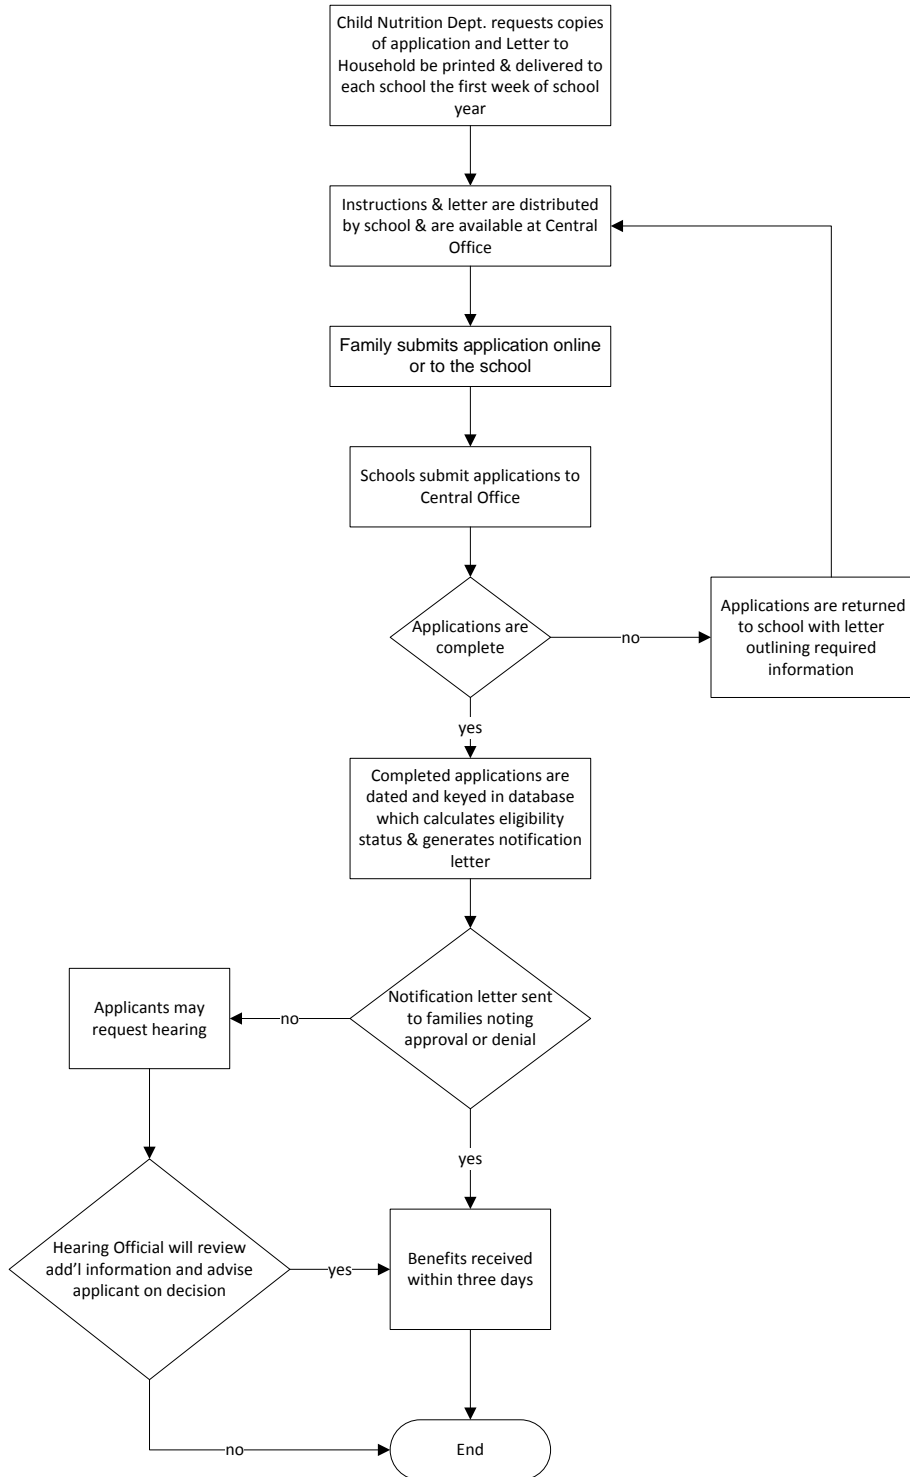 Child Nutrition Dept. requests copies
of application and Letter to
Household be printed & delivered to
each school the first week of school
year
Instructions & letter are distributed
by school & are available at Central
Office
Family submits application online
or to the school
Schools submit applications to
Central Office
Applications are
complete
no
Applications are returned
to school with letter
outlining required
information
yes
Completed applications are
dated and keyed in database
which calculates eligibility
status & generates notification
letter
Notification letter sent
to families noting
approval or denial
no
Applicants may
request hearing
yes
Hearing Official will review
add’l information and advise
applicant on decision
yes
Benefits received
within three days
no
End